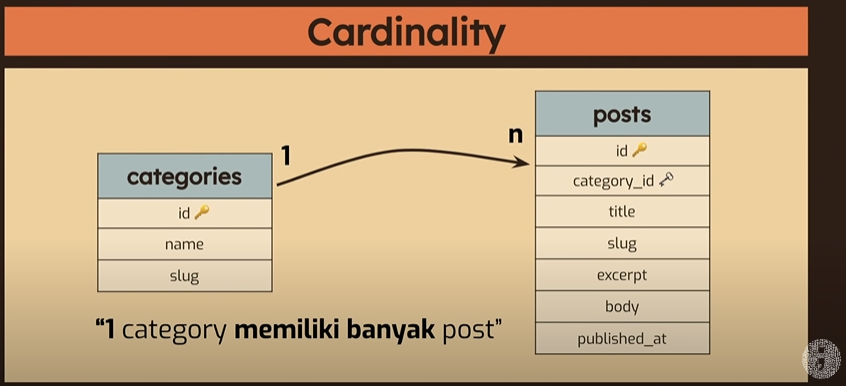 Cardinality
categories
id
name
slug
1
n
posts
id
category_id
title
slug
excerpt
body
published_at
“1 category memiliki banyak post”